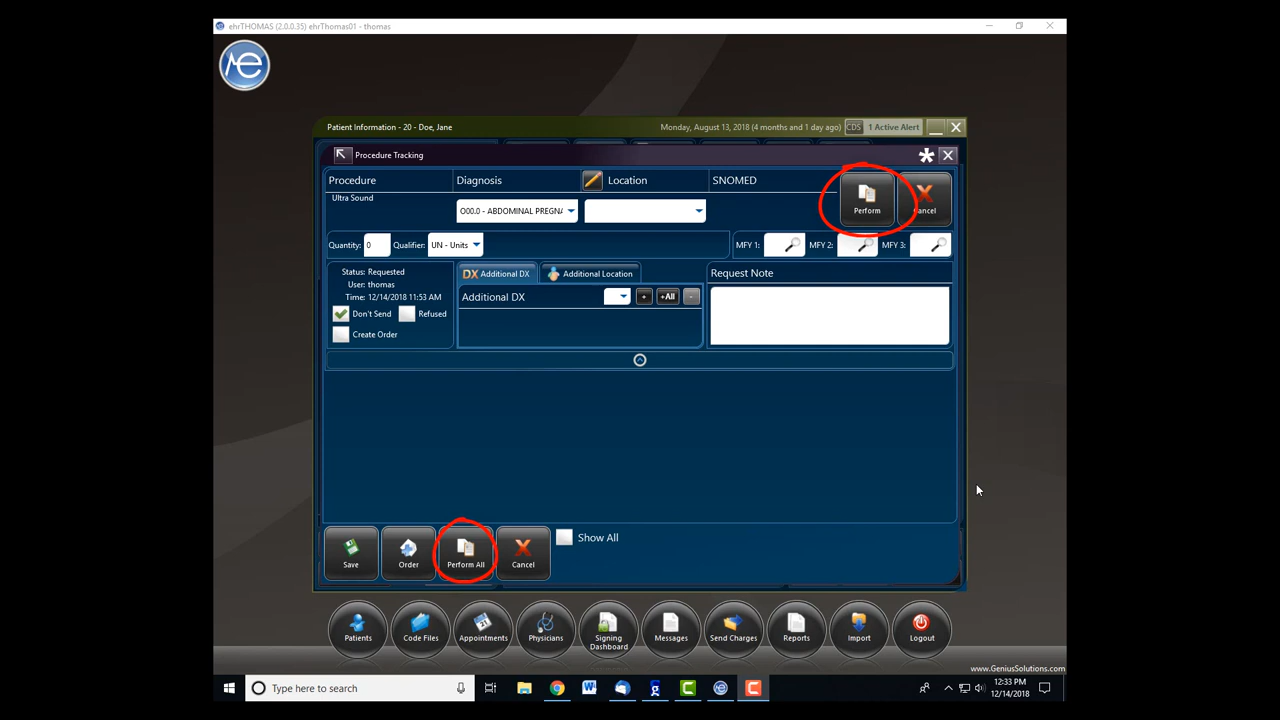 ehrTHOMAS (2.0.0.35) ehrThomas01 - thomas
Patient Information - 20 - Doe, Jane
Monday, August 13, 2018 (4 months and 1 day ago)
CDS
1 Active Alert
Procedure Tracking
Procedure
Diagnosis
Location
SNOMED
Ultra Sound
O00.0 - ABDOMINAL PREGNA
Perform
Cancel
Quantity: 0
Qualifier: UN - Units
MFY 1:
MFY 2:
MFY 3:
Status: Requested
User: thomas
Time: 12/14/2018 11:53 AM
Don't Send
Refused
Create Order
DX Additional DX
Additional Location
Additional DX
+
+All
-
Request Note
Save
Order
Perform All
Cancel
Show All
Patients
Code Files
Appointments
Physicians
Signing
Dashboard
Messages
Send Charges
Reports
Import
Logout
www.GeniusSolutions.com
Type here to search
12:33 PM
12/14/2018